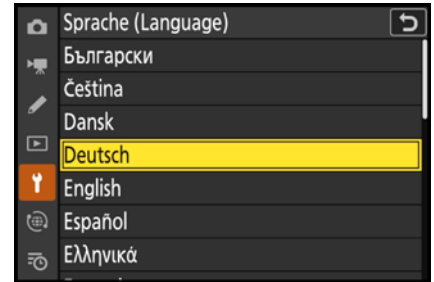 Sprache (Language)
Български
Čeština
Dansk
Deutsch
English
Español
Ελληνικά